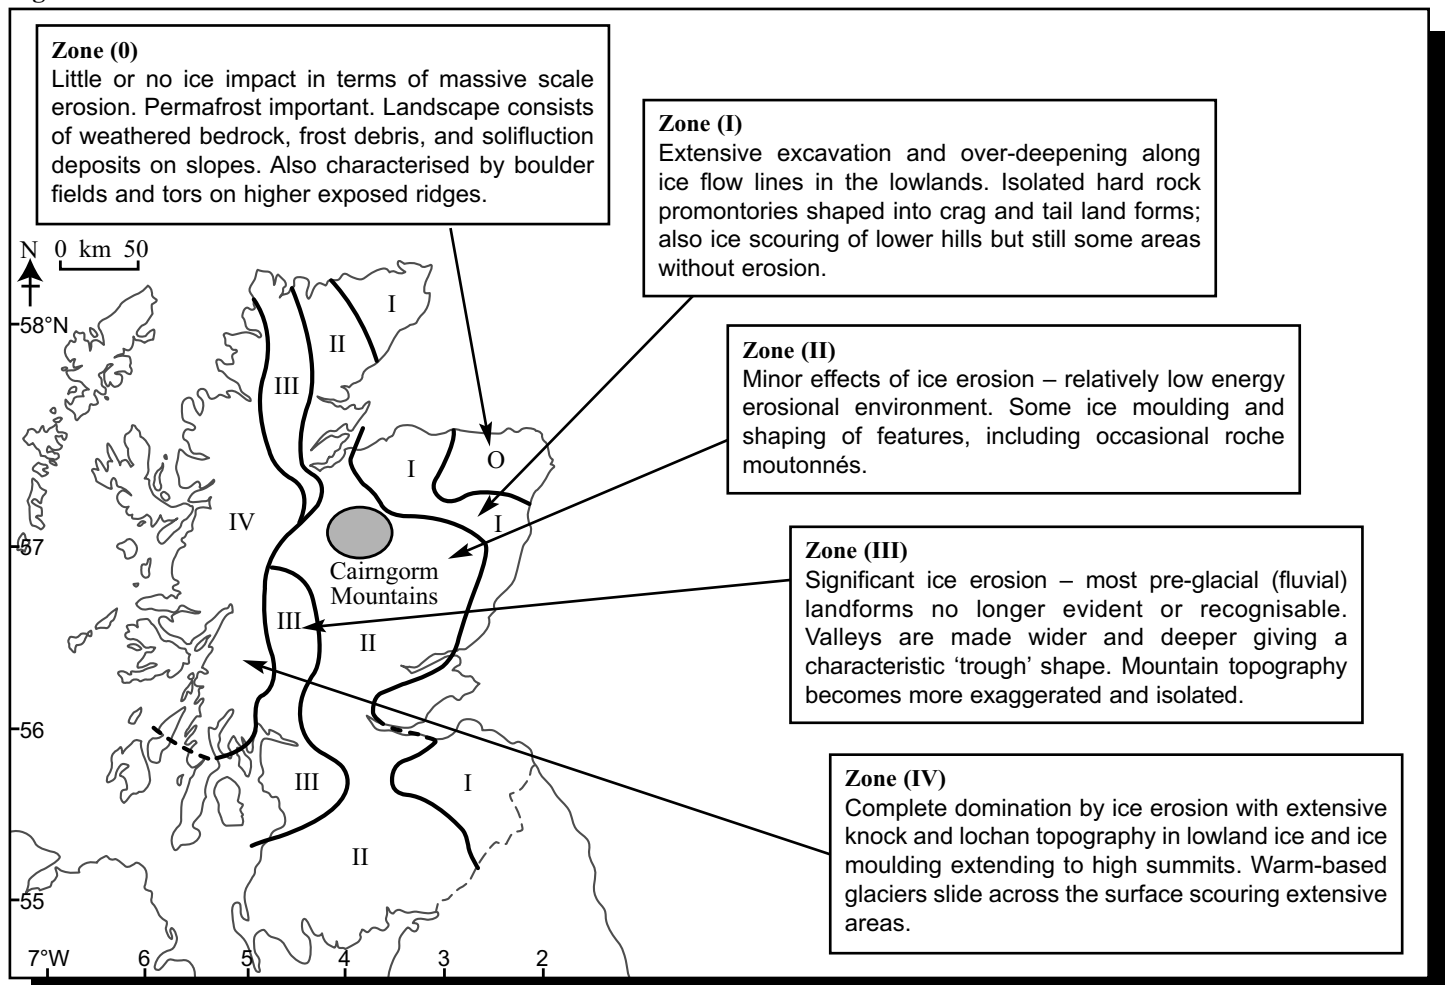 Zone (0)
Little or no ice impact in terms of massive scale
erosion. Permafrost important. Landscape consists
of weathered bedrock, frost debris, and solifluction
deposits on slopes. Also characterised by boulder
fields and tors on higher exposed ridges.
Zone (I)
Extensive excavation and over-deepening along
ice flow lines in the lowlands. Isolated hard rock
promontories shaped into crag and tail land forms;
also ice scouring of lower hills but still some areas
without erosion.
N 0 km 50
58°N
I
II
III
Zone (II)
Minor effects of ice erosion – relatively low energy
erosional environment. Some ice moulding and
shaping of features, including occasional roche
moutonnés.
I
O
IV
I
57
Cairngorm
Mountains
III
II
Zone (III)
Significant ice erosion – most pre-glacial (fluvial)
landforms no longer evident or recognisable.
Valleys are made wider and deeper giving a
characteristic ‘trough’ shape. Mountain topography
becomes more exaggerated and isolated.
56
III
I
II
Zone (IV)
Complete domination by ice erosion with extensive
knock and lochan topography in lowland ice and ice
moulding extending to high summits. Warm-based
glaciers slide across the surface scouring extensive
areas.
55
7°W 6 5 4 3 2